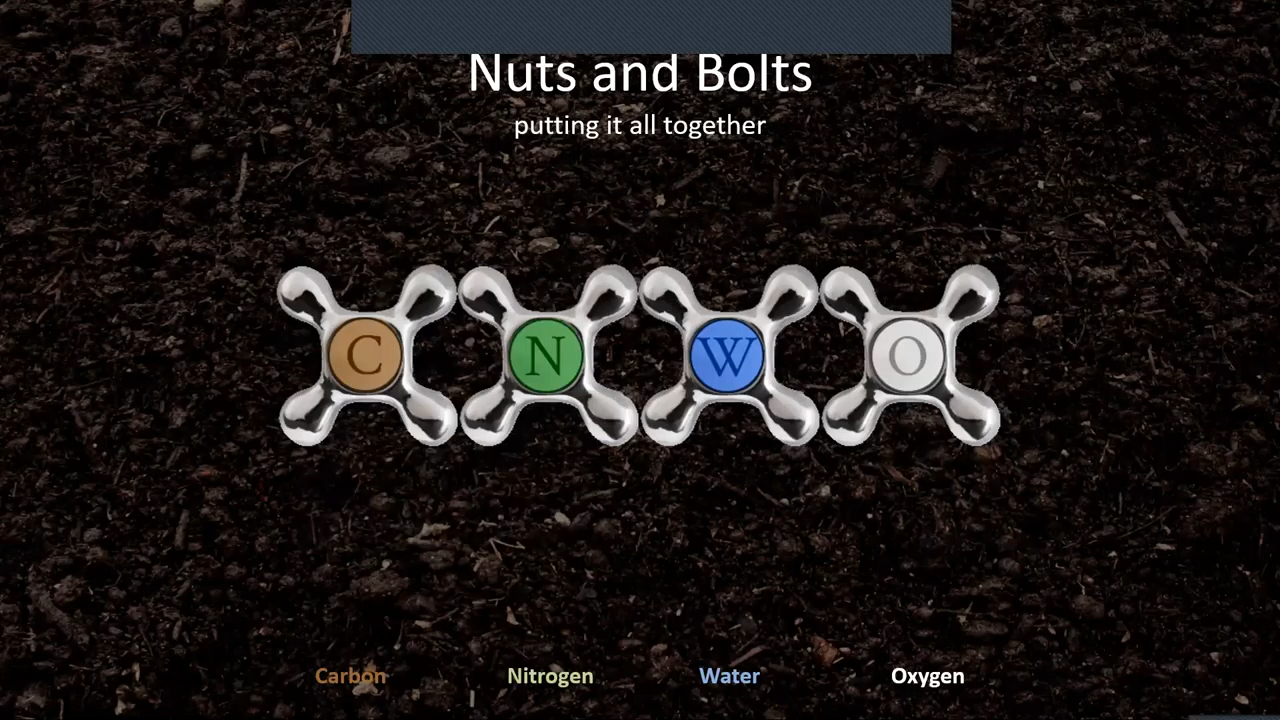 Nuts and Bolts
putting it all together
C N W O
Carbon Nitrogen Water Oxygen